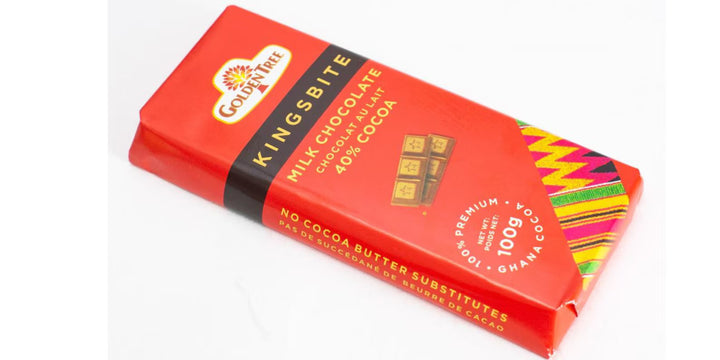 GOLDEN TREE
KINGSBITE
MILK CHOCOLATE
CHOCOLAT AU LAIT
40% COCOA
100% PREMIUM
NET WT:
POIDS NET:
100g
• GHANA COCOA •
NO COCOA BUTTER SUBSTITUTES
PAS DE SUCCÉDANÉ DE BEURRE DE CACAO